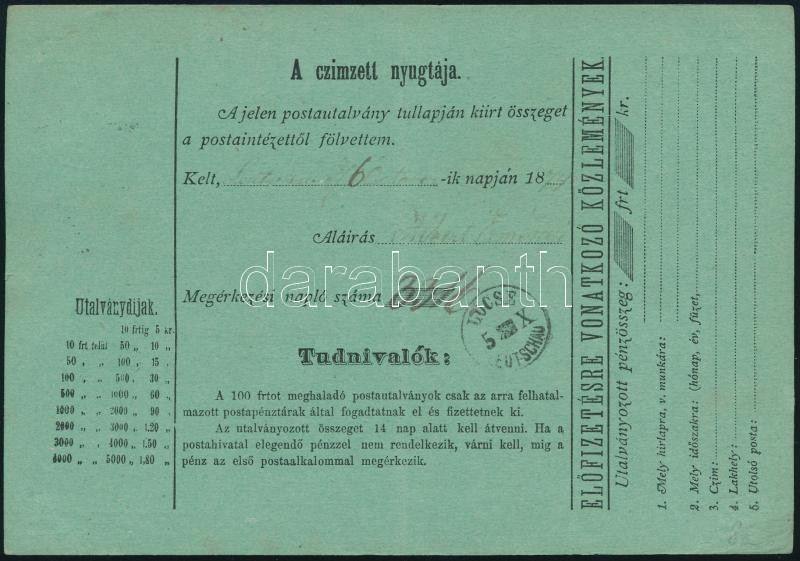 A czimzett nyugtája.
A jelen postautalvány tullapján kiirt összeget
a postaintézettől fölvettem.
Kelt, 6 -ik napján 18
Aláirás
Megérkezési napló száma
LŐCSE
5 X
LEUTSCHAU
Tudnivalók:
A 100 frtot meghaladó postautalványok csak az arra felhatal-
mazott postapénztárak által fogadtatnak el és fizettetnek ki.
Az utalványozott összeget 14 nap alatt kell átvenni. Ha a
postahivatal elegendő pénzzel nem rendelkezik, várni kell, mig a
pénz az első postaalkalommal megérkezik.
Utalványdijak.
10 frtig 5 kr.
10 frt felül 50 „ 10 „
50 „ „ 100 „ 15 „
100 „ „ 500 „ 30 „
500 „ „ 1000 „ 60 „
1000 „ „ 2000 „ 90 „
2000 „ „ 3000 „ 1.20 „
3000 „ „ 4000 „ 1.50 „
4000 „ „ 5000 „ 1.80 „
ELŐFIZETÉSRE VONATKOZÓ KÖZLEMÉNYEK.
Utalványozott pénzösszeg: frt kr.
1. Mely hirlapra, v. munkára:
2. Mely időszakra: (hónap, év, füzet,
3. Czim:
4. Lakhely:
5. Utolsó posta:
darabanth